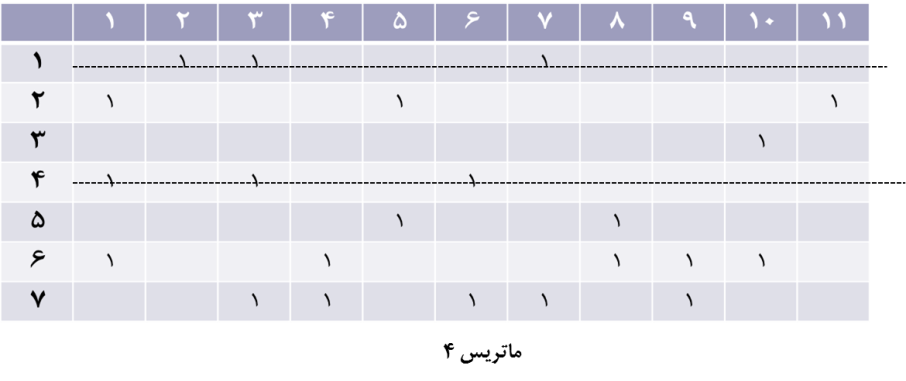 ۱ ۲ ۳ ۴ ۵ ۶ ۷ ۸ ۹ ۱۰ ۱۱
۱ ۱ ۱ ۱
۲ ۱ ۱ ۱
۳ ۱
۴ ۱ ۱ ۱
۵ ۱ ۱
۶ ۱ ۱ ۱ ۱ ۱
۷ ۱ ۱ ۱ ۱ ۱
ماتریس ۴